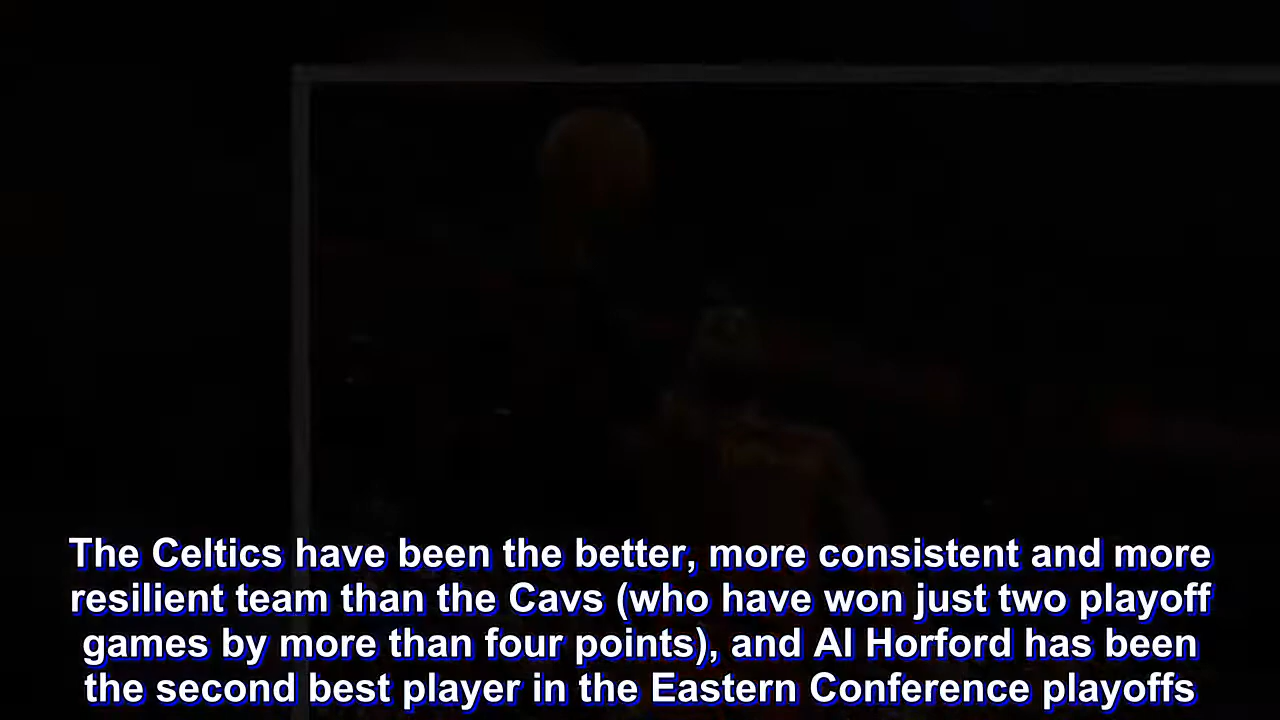 The Celtics have been the better, more consistent and more
resilient team than the Cavs (who have won just two playoff
games by more than four points), and Al Horford has been
the second best player in the Eastern Conference playoffs